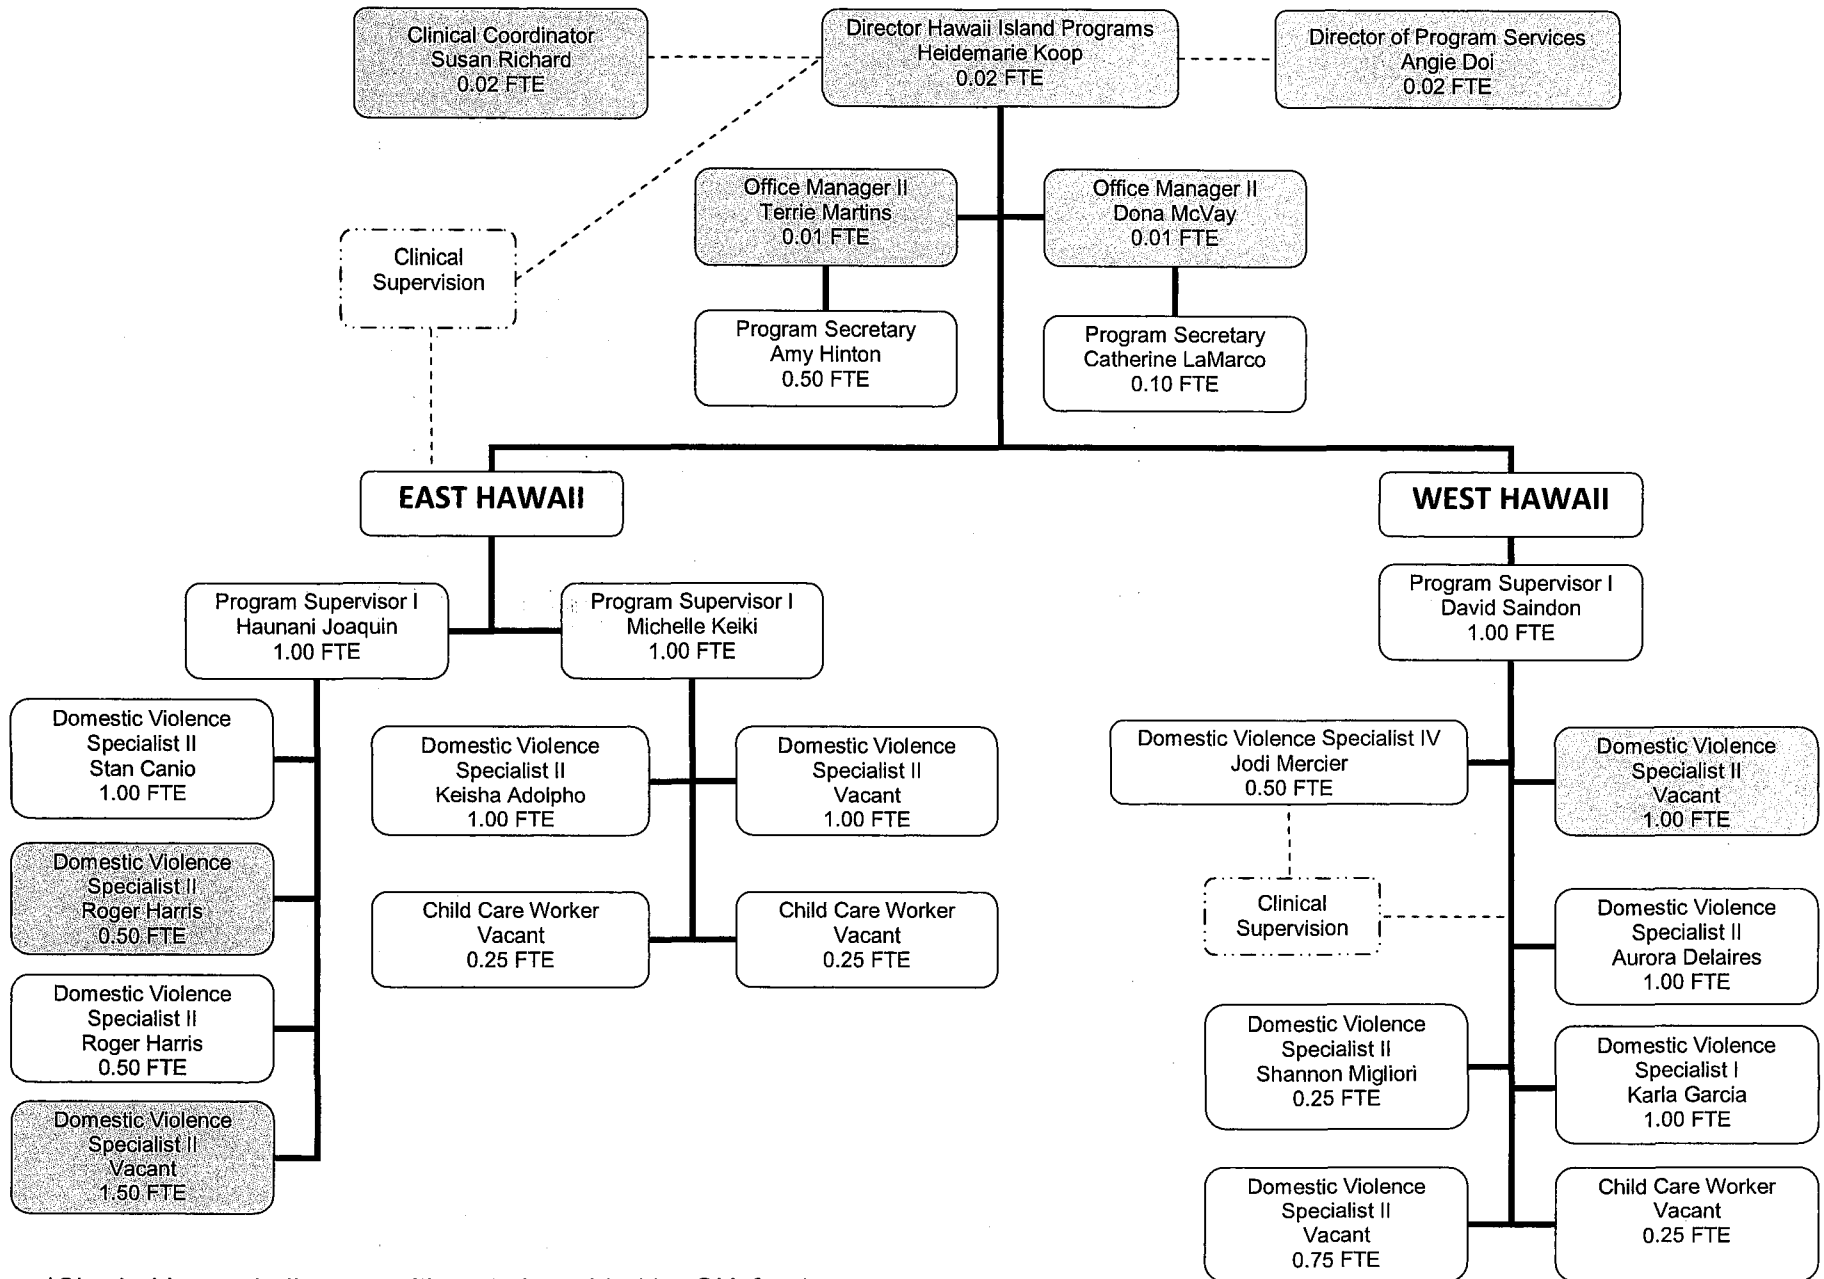 Clinical Coordinator
Susan Richard
0.02 FTE
Director Hawaii Island Programs
Heidemarie Koop
0.02 FTE
Director of Program Services
Angie Doi
0.02 FTE
Office Manager II
Terrie Martins
0.01 FTE
Office Manager II
Dona McVay
0.01 FTE
Clinical
Supervision
Program Secretary
Amy Hinton
0.50 FTE
Program Secretary
Catherine LaMarco
0.10 FTE
EAST HAWAII
WEST HAWAII
Program Supervisor I
Haunani Joaquin
1.00 FTE
Program Supervisor I
Michelle Keiki
1.00 FTE
Program Supervisor I
David Saindon
1.00 FTE
Domestic Violence
Specialist II
Stan Canio
1.00 FTE
Domestic Violence
Specialist II
Roger Harris
0.50 FTE
Domestic Violence
Specialist II
Roger Harris
0.50 FTE
Domestic Violence
Specialist II
Vacant
1.50 FTE
Domestic Violence
Specialist II
Keisha Adolpho
1.00 FTE
Domestic Violence
Specialist II
Vacant
1.00 FTE
Child Care Worker
Vacant
0.25 FTE
Child Care Worker
Vacant
0.25 FTE
Domestic Violence Specialist IV
Jodi Mercier
0.50 FTE
Domestic Violence
Specialist II
Vacant
1.00 FTE
Clinical
Supervision
Domestic Violence
Specialist II
Aurora Delaires
1.00 FTE
Domestic Violence
Specialist II
Shannon Migliori
0.25 FTE
Domestic Violence
Specialist I
Karla Garcia
1.00 FTE
Domestic Violence
Specialist II
Vacant
0.75 FTE
Child Care Worker
Vacant
0.25 FTE